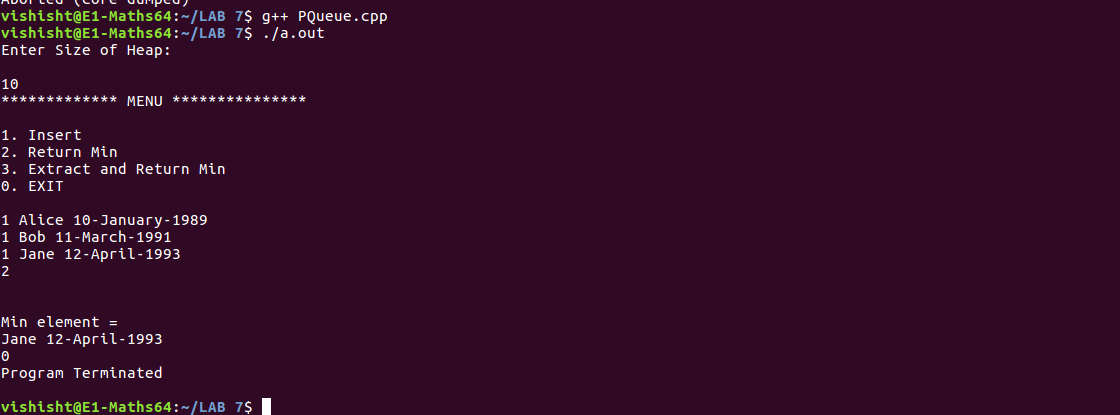 Aborted (core dumped)
vishisht@E1-Maths64:~/LAB 7$ g++ PQueue.cpp
vishisht@E1-Maths64:~/LAB 7$ ./a.out
Enter Size of Heap:
10
************* MENU ***************
1. Insert
2. Return Min
3. Extract and Return Min
0. EXIT
1 Alice 10-January-1989
1 Bob 11-March-1991
1 Jane 12-April-1993
2
Min element =
Jane 12-April-1993
0
Program Terminated
vishisht@E1-Maths64:~/LAB 7$